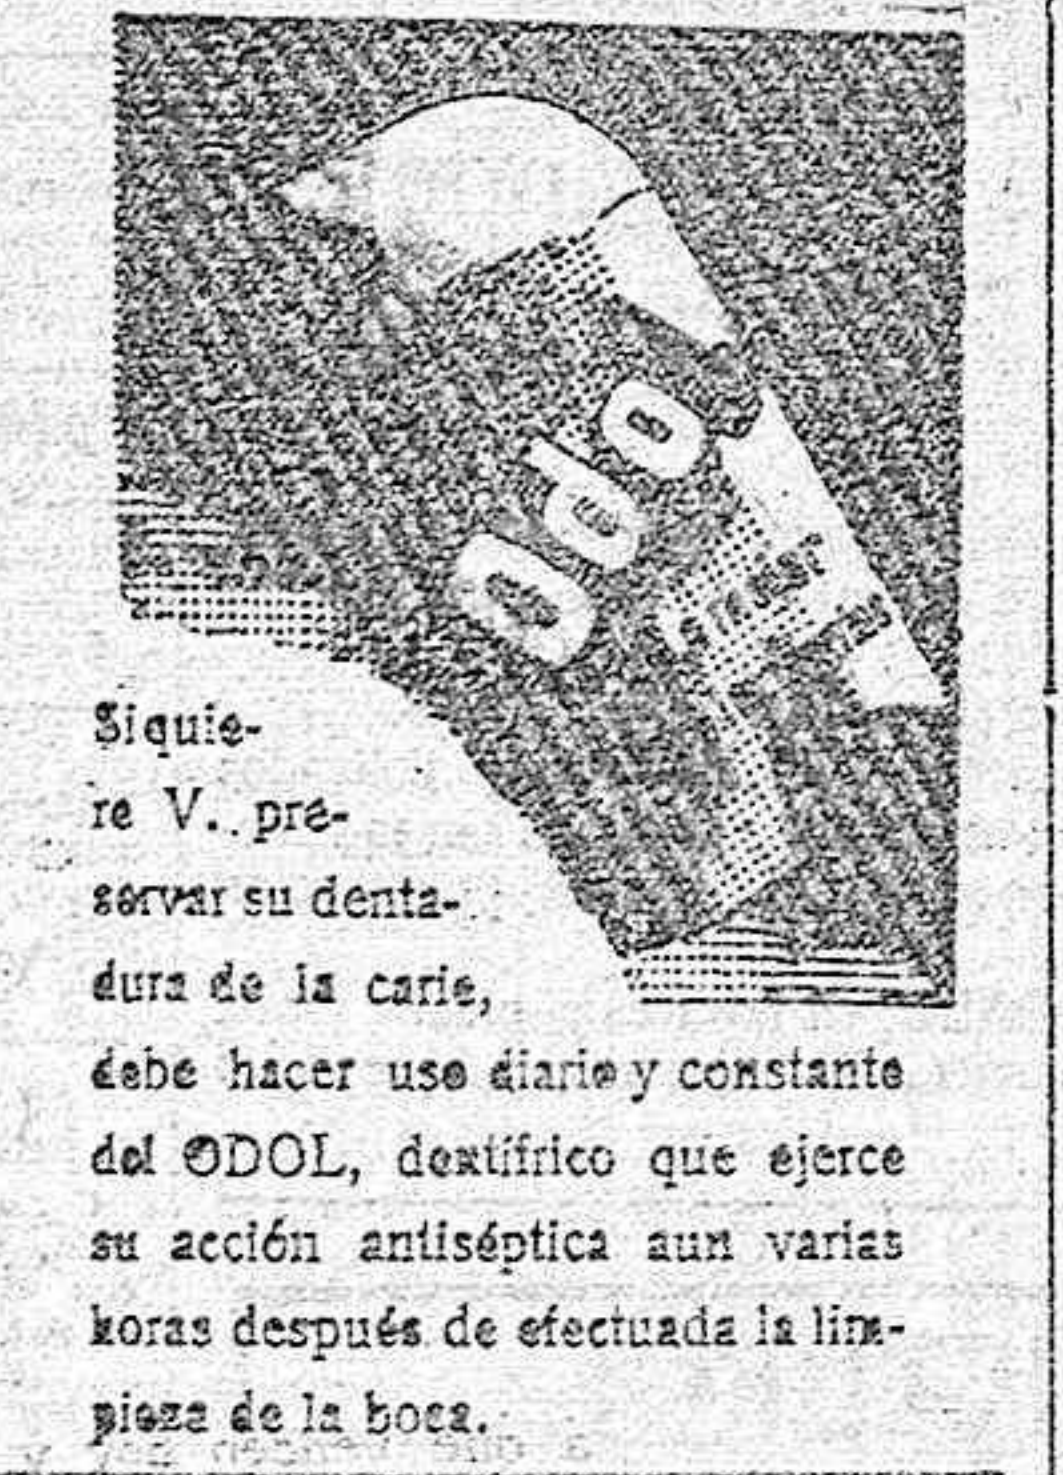 Odol
Si quie-
re V. pre-
servar su denta-
dura de la carie,
debe hacer uso diario y constante
del ODOL, dentífrico que ejerce
su acción antiséptica aun varias
horas después de efectuada la lim-
pieza de la boca.